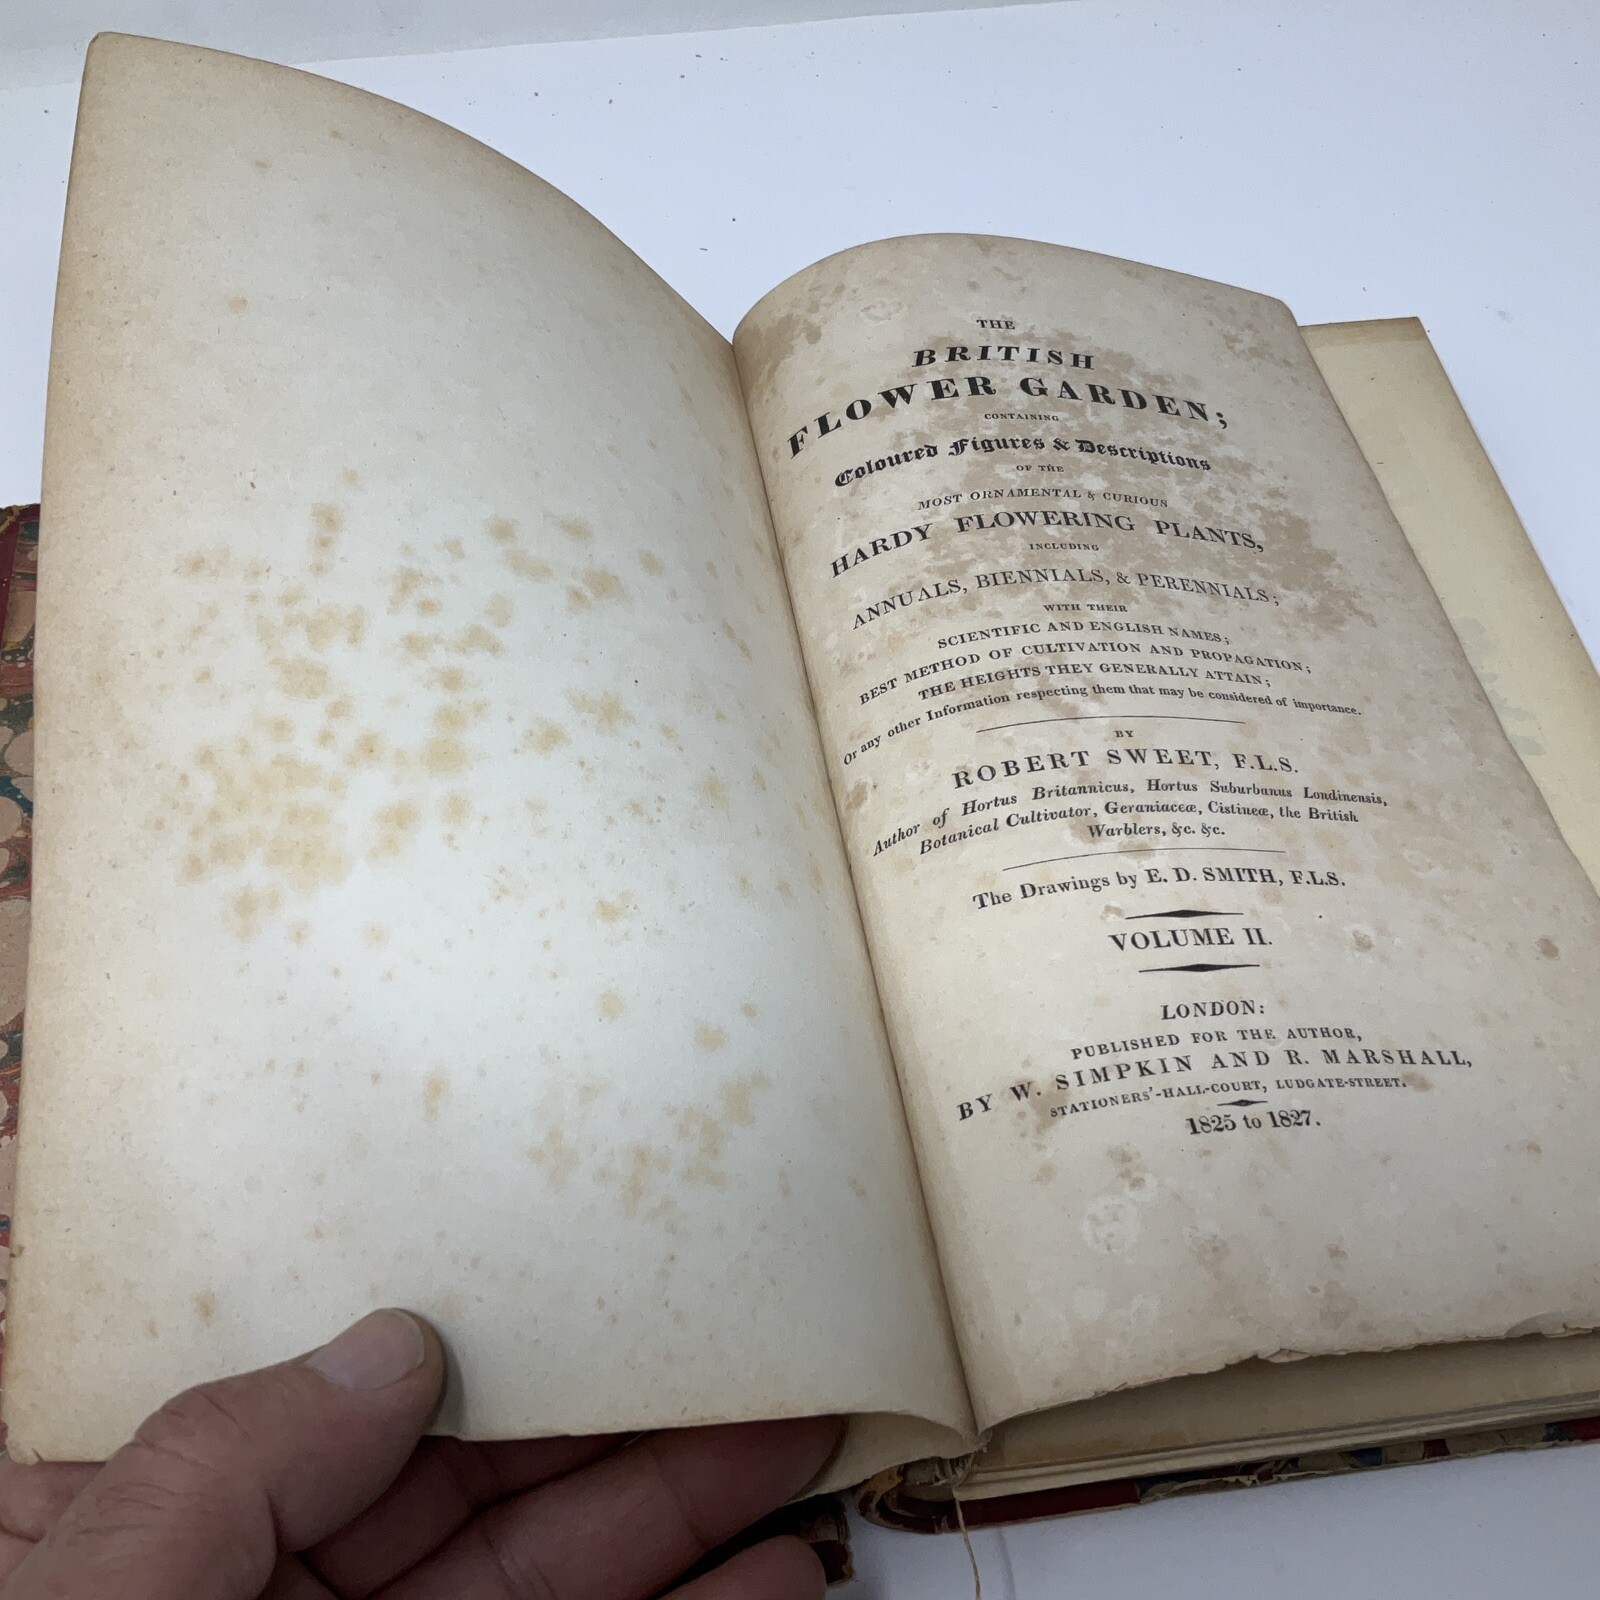 THE
BRITISH
FLOWER GARDEN;
CONTAINING
Coloured Figures & Descriptions
OF THE
MOST ORNAMENTAL & CURIOUS
HARDY FLOWERING PLANTS,
INCLUDING
ANNUALS, BIENNIALS, & PERENNIALS;
WITH THEIR
SCIENTIFIC AND ENGLISH NAMES;
BEST METHOD OF CULTIVATION AND PROPAGATION;
THE HEIGHTS THEY GENERALLY ATTAIN;
Or any other Information respecting them that may be considered of importance.
BY
ROBERT SWEET, F.L.S.
Author of Hortus Britannicus, Hortus Suburbanus Londinensis,
Botanical Cultivator, Geraniaceæ, Cistineæ, the British
Warblers, &c. &c.
The Drawings by E. D. SMITH, F.L.S.
VOLUME II.
LONDON:
PUBLISHED FOR THE AUTHOR,
BY W. SIMPKIN AND R. MARSHALL,
STATIONERS'-HALL-COURT, LUDGATE-STREET.
1825 to 1827.